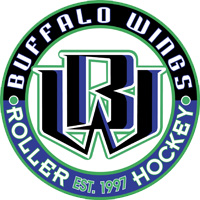 BUFFALO WINGS
BW
ROLLER HOCKEY
EST. 1997